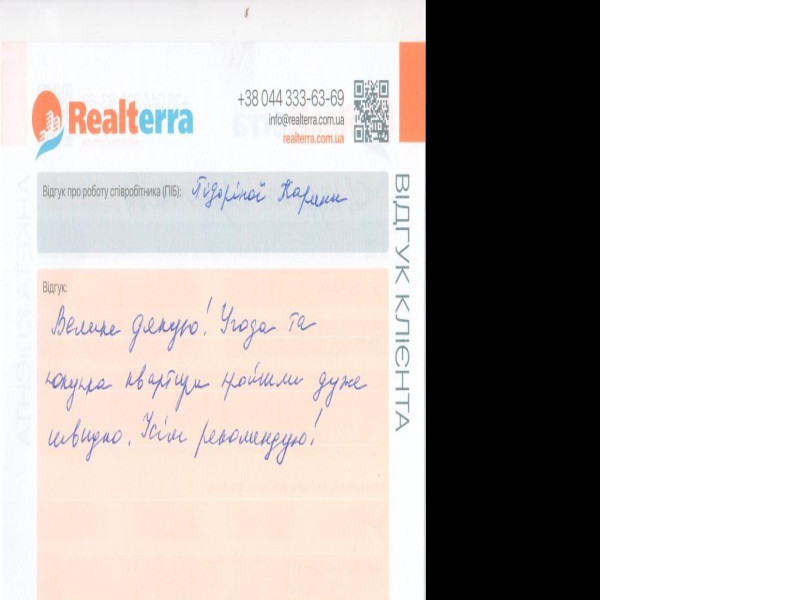 Realterra
+38 044 333-63-69
info@realterra.com.ua
realterra.com.ua
Відгук про роботу співробітника (ПІБ): Підоріної Карини
ВІДГУК КЛІЄНТА
Відгук:
Велике дякую! Угода та
покупка квартири пройшли дуже
швидко. Усім рекомендую!